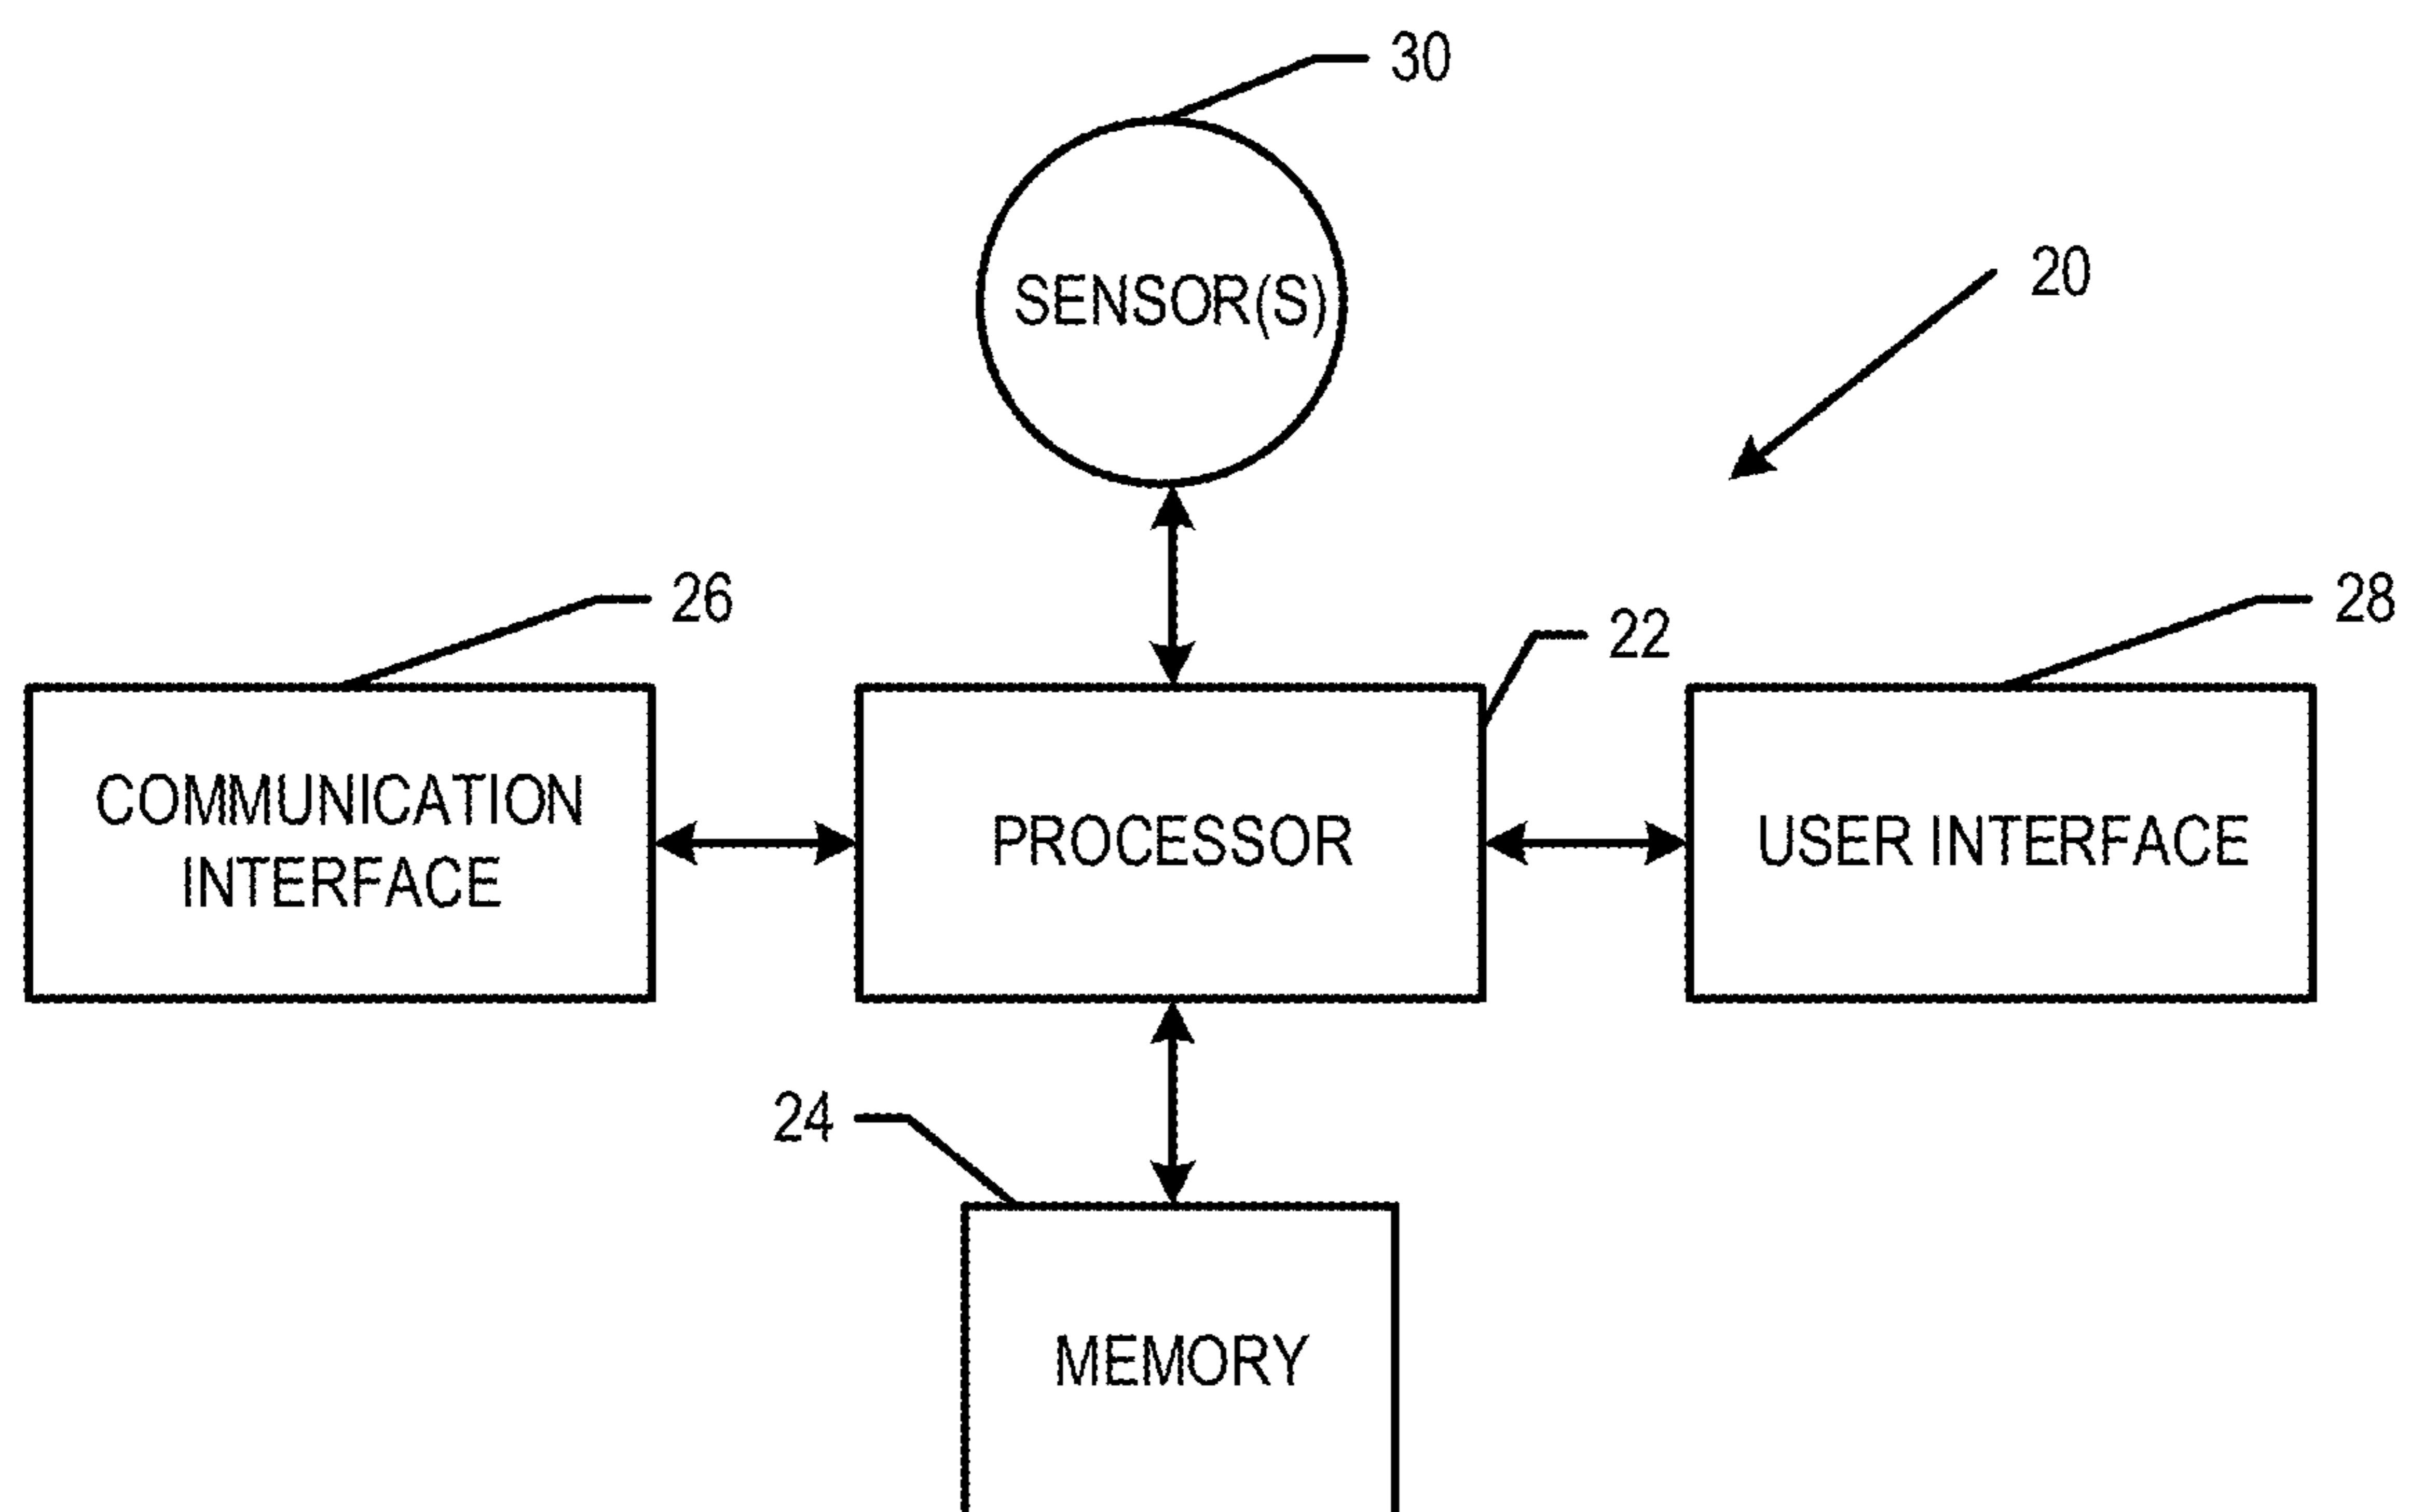 30
SENSOR(S)
20
26
22
28
COMMUNICATION
INTERFACE
PROCESSOR
USER INTERFACE
24
MEMORY